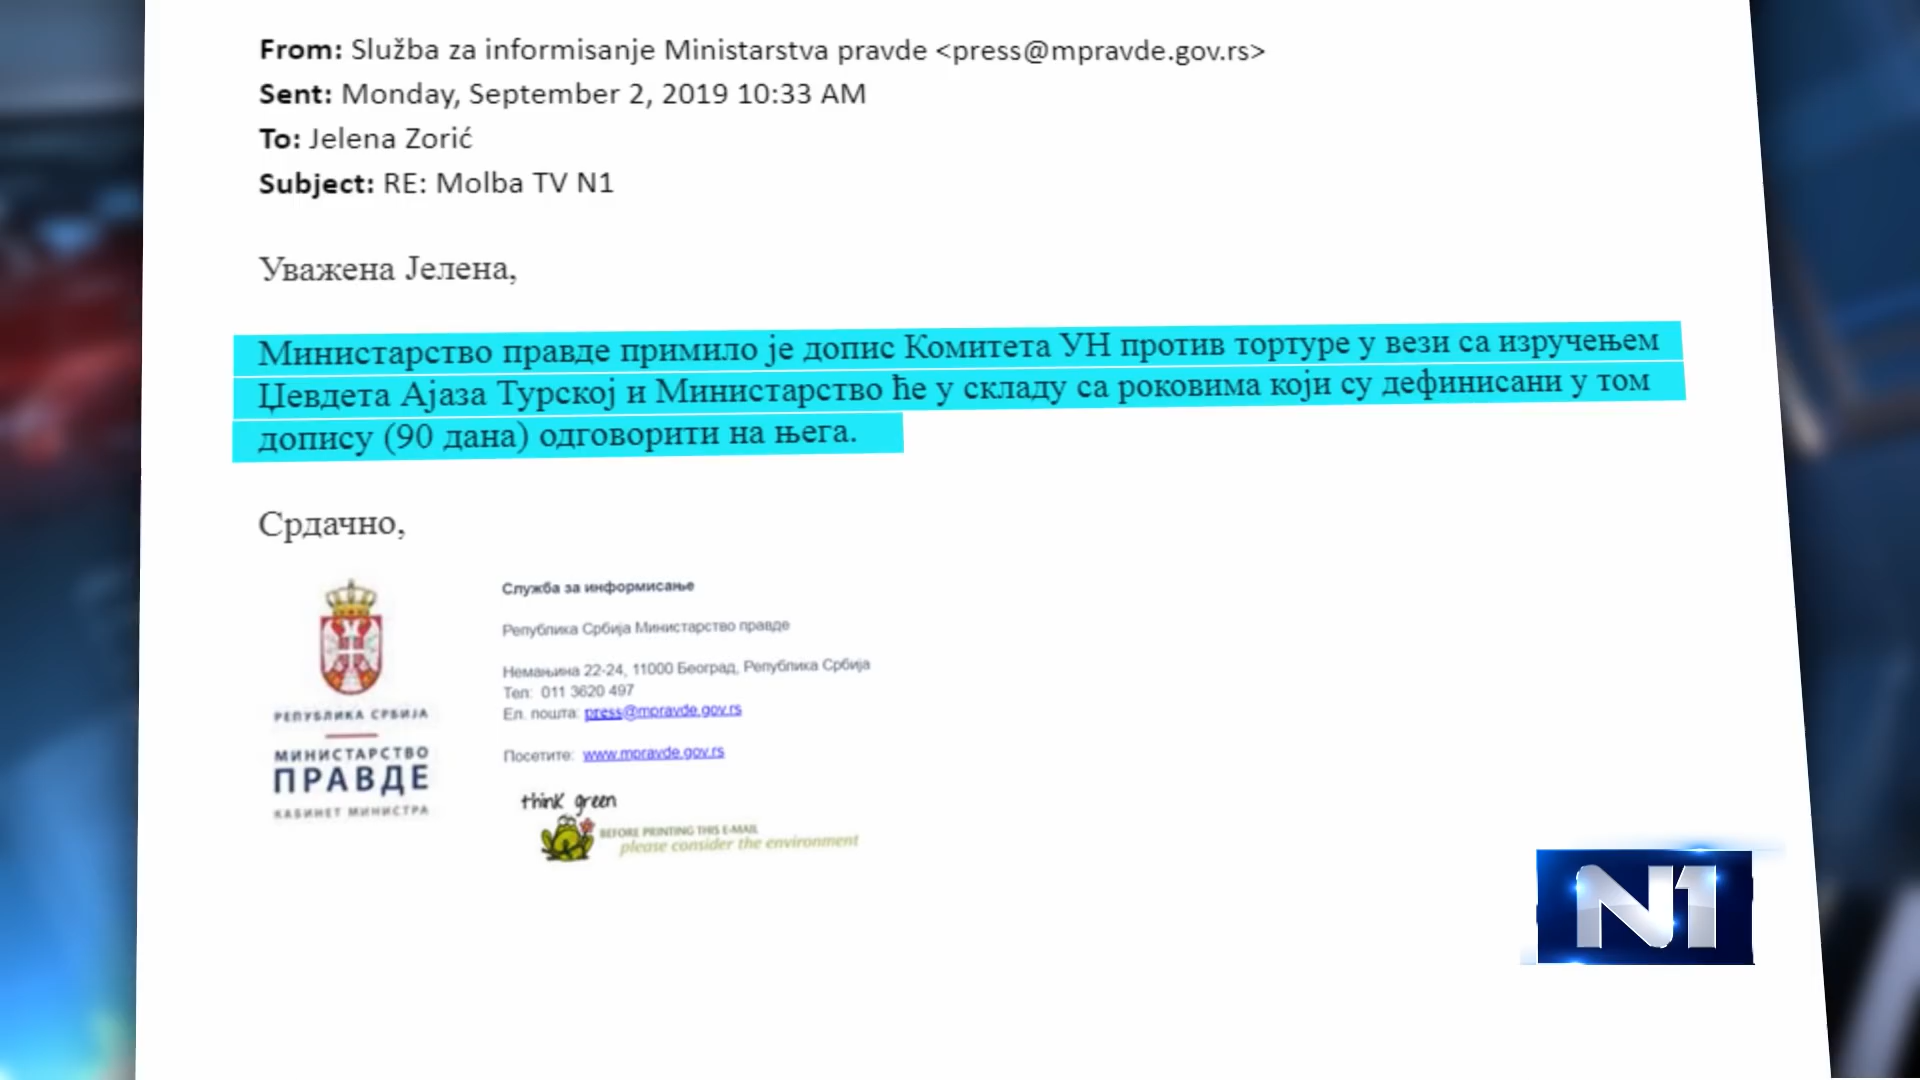 From: Služba za informisanje Ministarstva pravde <press@mpravde.gov.rs>
Sent: Monday, September 2, 2019 10:33 AM
To: Jelena Zorić
Subject: RE: Molba TV N1
Уважена Јелена,
Министарство правде примило је допис Комитета УН против тортуре у вези са изручењем
Џевдета Ајаза Турској и Министарство ће у складу са роковима који су дефинисани у том
допису (90 дана) одговорити на њега.
Срдачно,
РЕПУБЛИКА СРБИЈА
МИНИСТАРСТВО
ПРАВДЕ
КАБИНЕТ МИНИСТРА
Служба за информисање
Република Србија Министарство правде
Немањина 22-24, 11000 Београд, Република Србија
Тел: 011 3620 497
Ел. пошта: press@mpravde.gov.rs
Посетите: www.mpravde.gov.rs
think green
BEFORE PRINTING THIS E-MAIL
please consider the environment
N1